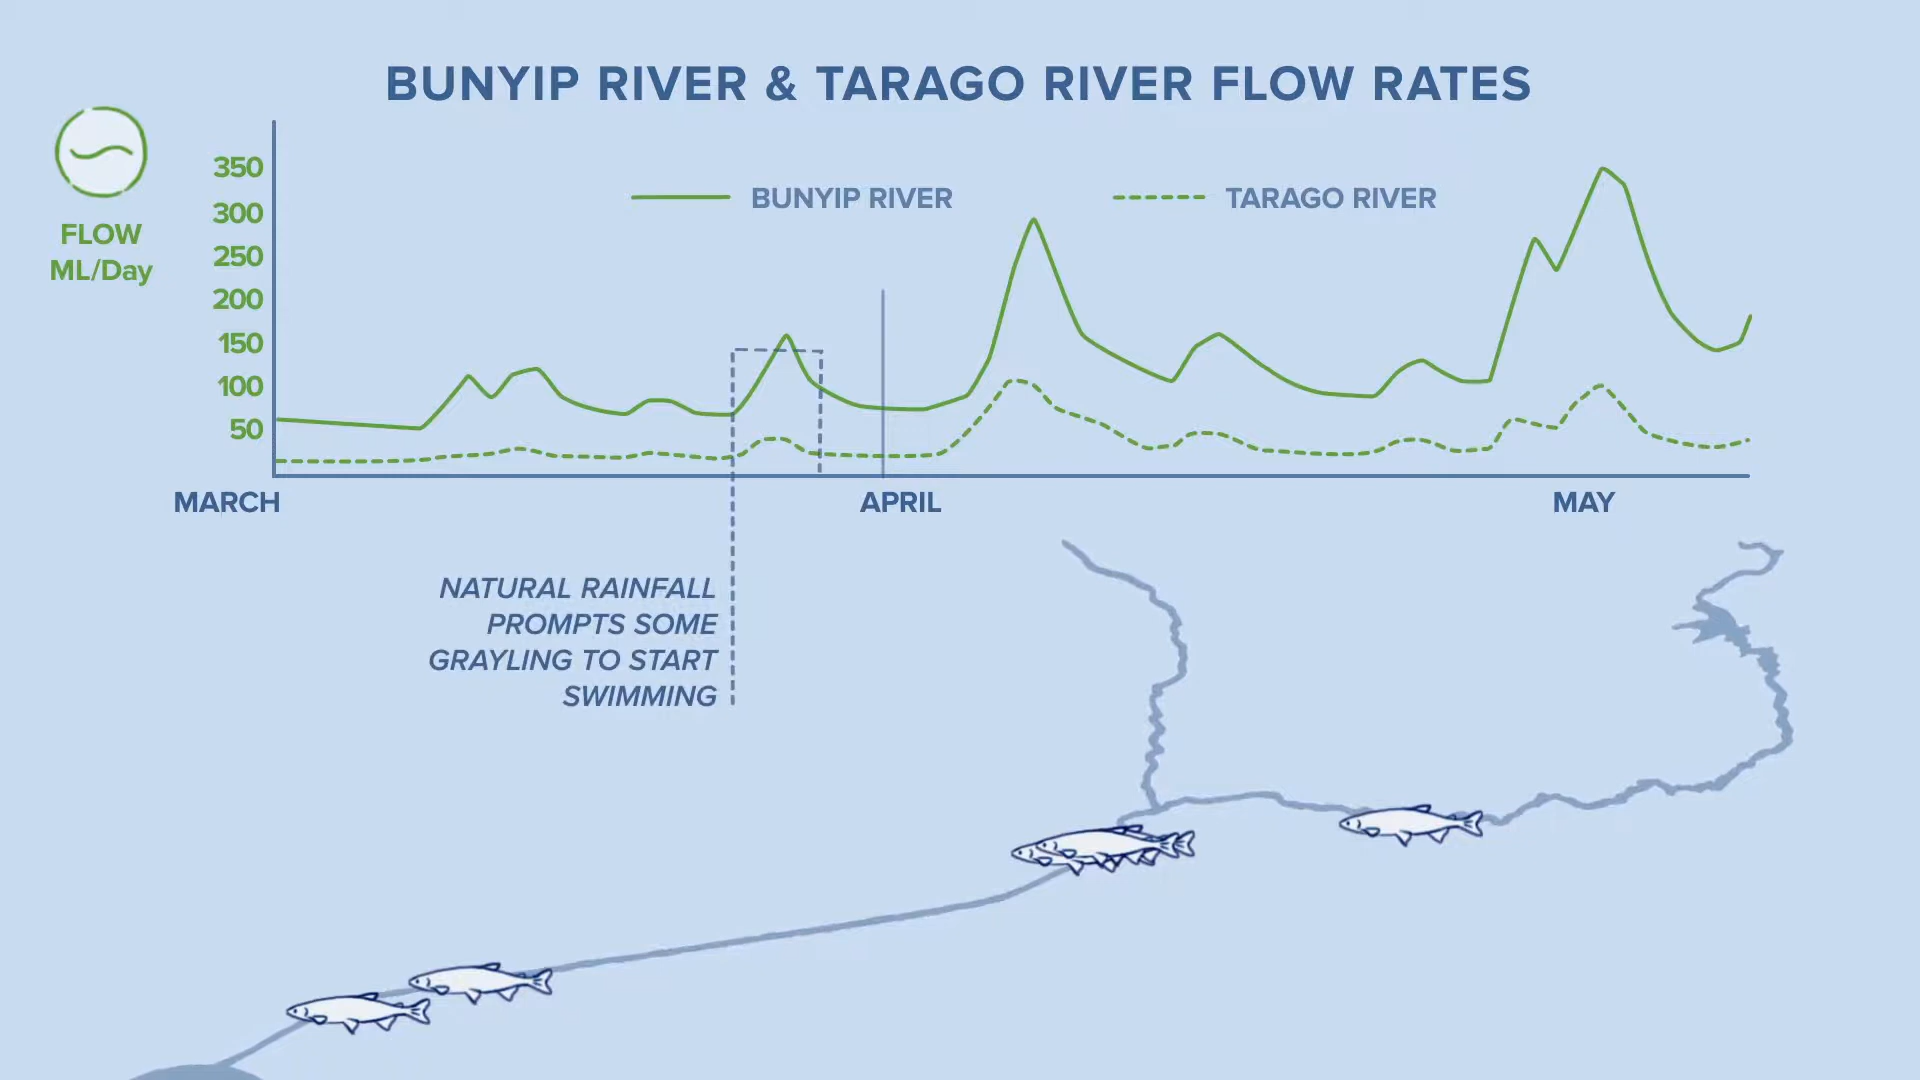 BUNYIP RIVER & TARAGO RIVER FLOW RATES
FLOW
ML/Day
350
300
250
200
150
100
50
BUNYIP RIVER
TARAGO RIVER
MARCH
APRIL
MAY
NATURAL RAINFALL
PROMPTS SOME
GRAYLING TO START
SWIMMING